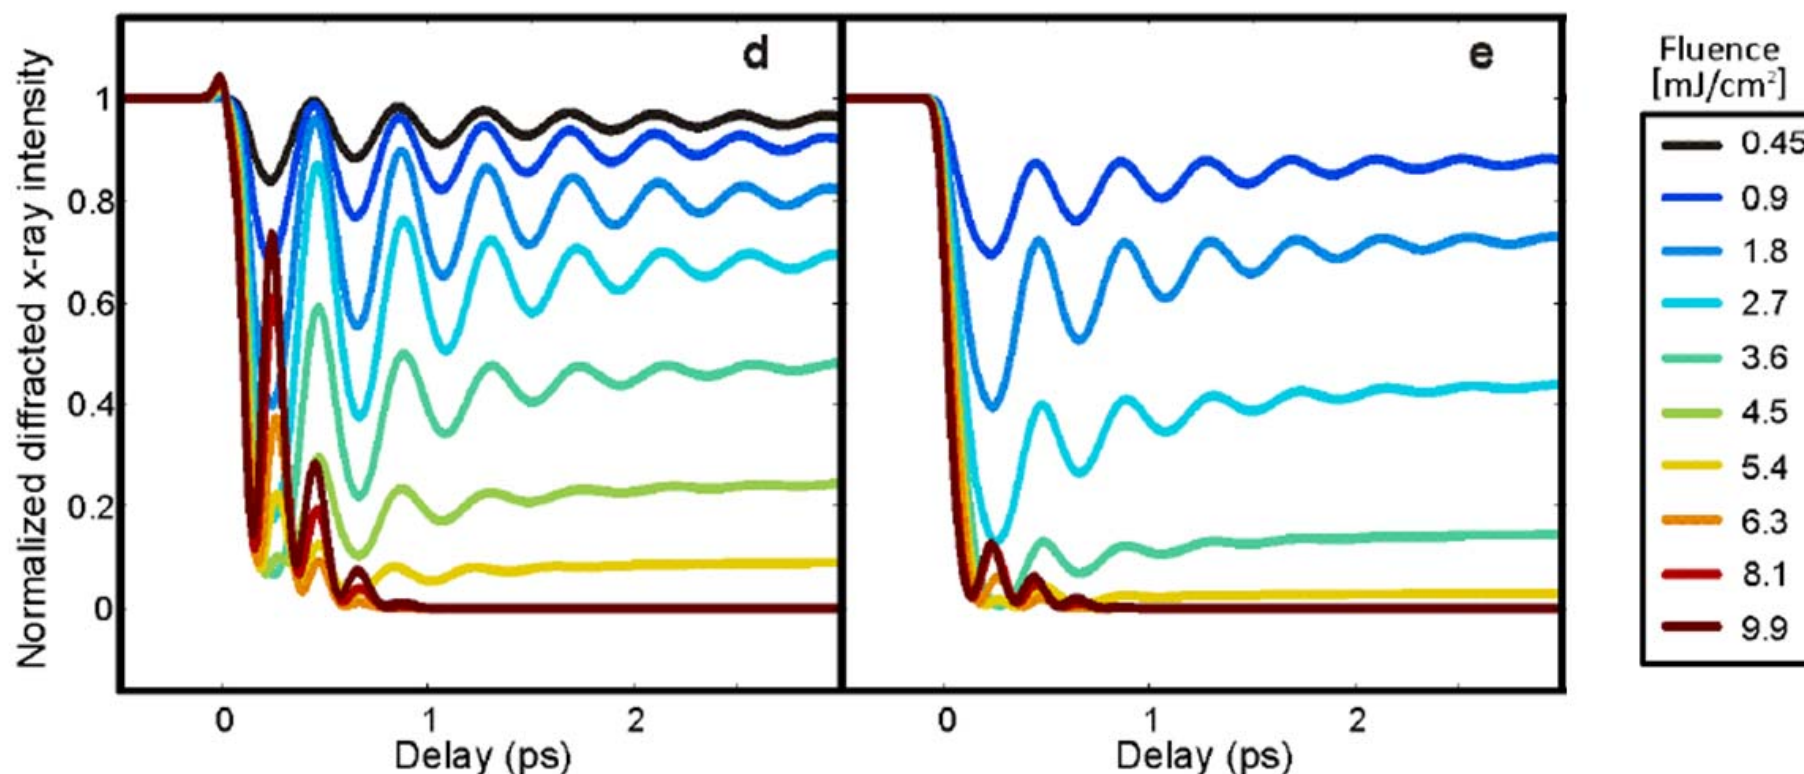 Normalized diffracted x-ray intensity
1
0.8
0.6
0.4
0.2
0
d
e
0 1 2
0 1 2
Delay (ps)
Delay (ps)
Fluence
[mJ/cm²]
0.45
0.9
1.8
2.7
3.6
4.5
5.4
6.3
8.1
9.9